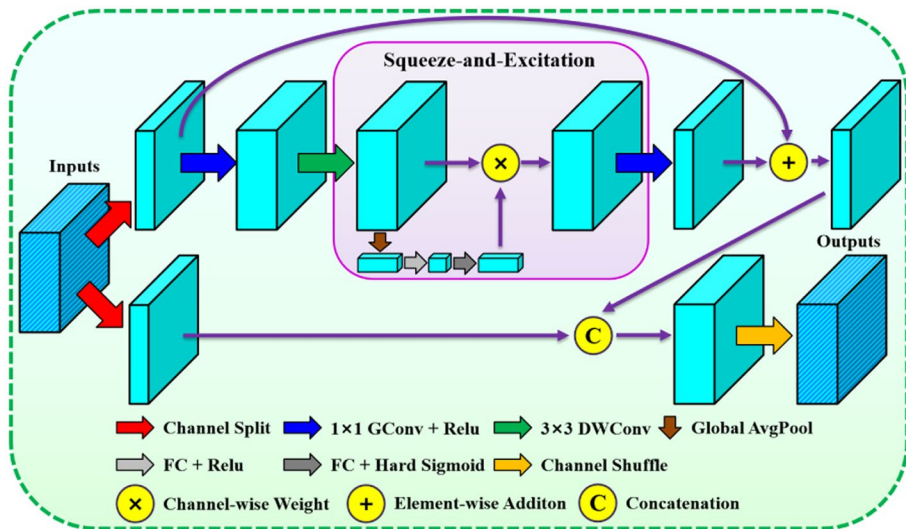 Squeeze-and-Excitation
Inputs
×
+
Outputs
C
Channel Split
1×1 GConv + Relu
3×3 DWConv
Global AvgPool
FC + Relu
FC + Hard Sigmoid
Channel Shuffle
× Channel-wise Weight
+ Element-wise Additon
C Concatenation